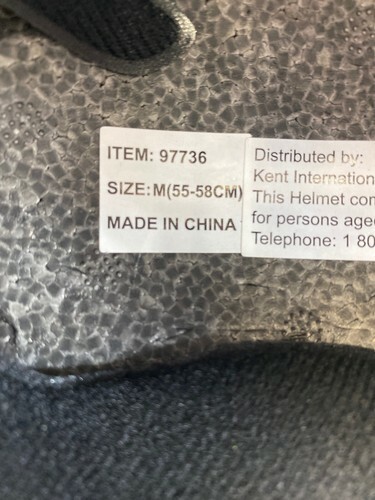 ITEM: 97736
SIZE:M(55-58CM)
MADE IN CHINA
Distributed by:
Kent Internation
This Helmet com
for persons aged
Telephone: 1 80